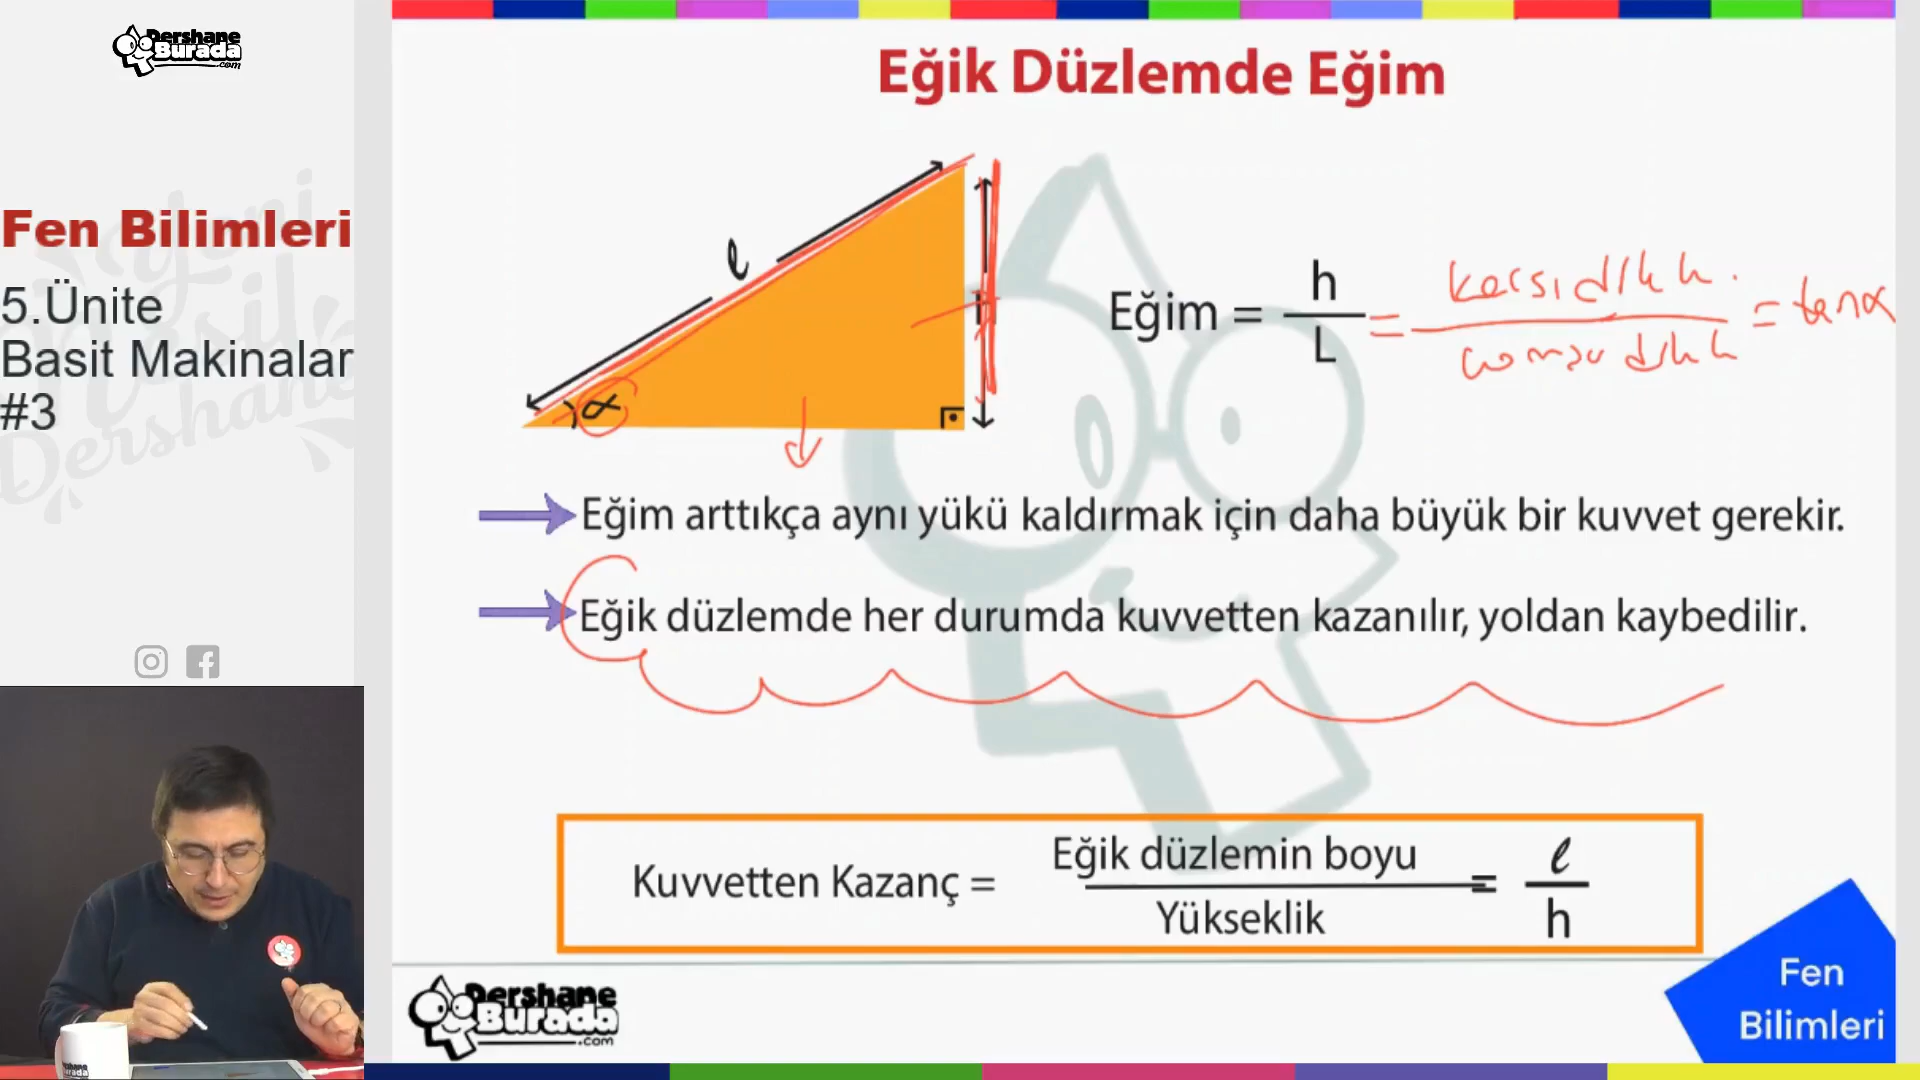 Dershane
Burada
.com
Fen Bilimleri
5.Ünite
Basit Makinalar
#3
Eğik Düzlemde Eğim
ℓ
α
h
Eğim = h / L = karşı dik k. / komşu dik k = tanα
Eğim arttıkça aynı yükü kaldırmak için daha büyük bir kuvvet gerekir.
Eğik düzlemde her durumda kuvvetten kazanılır, yoldan kaybedilir.
Kuvvetten Kazanç = Eğik düzlemin boyu / Yükseklik = ℓ / h
Dershane
Burada
.com
Fen
Bilimleri